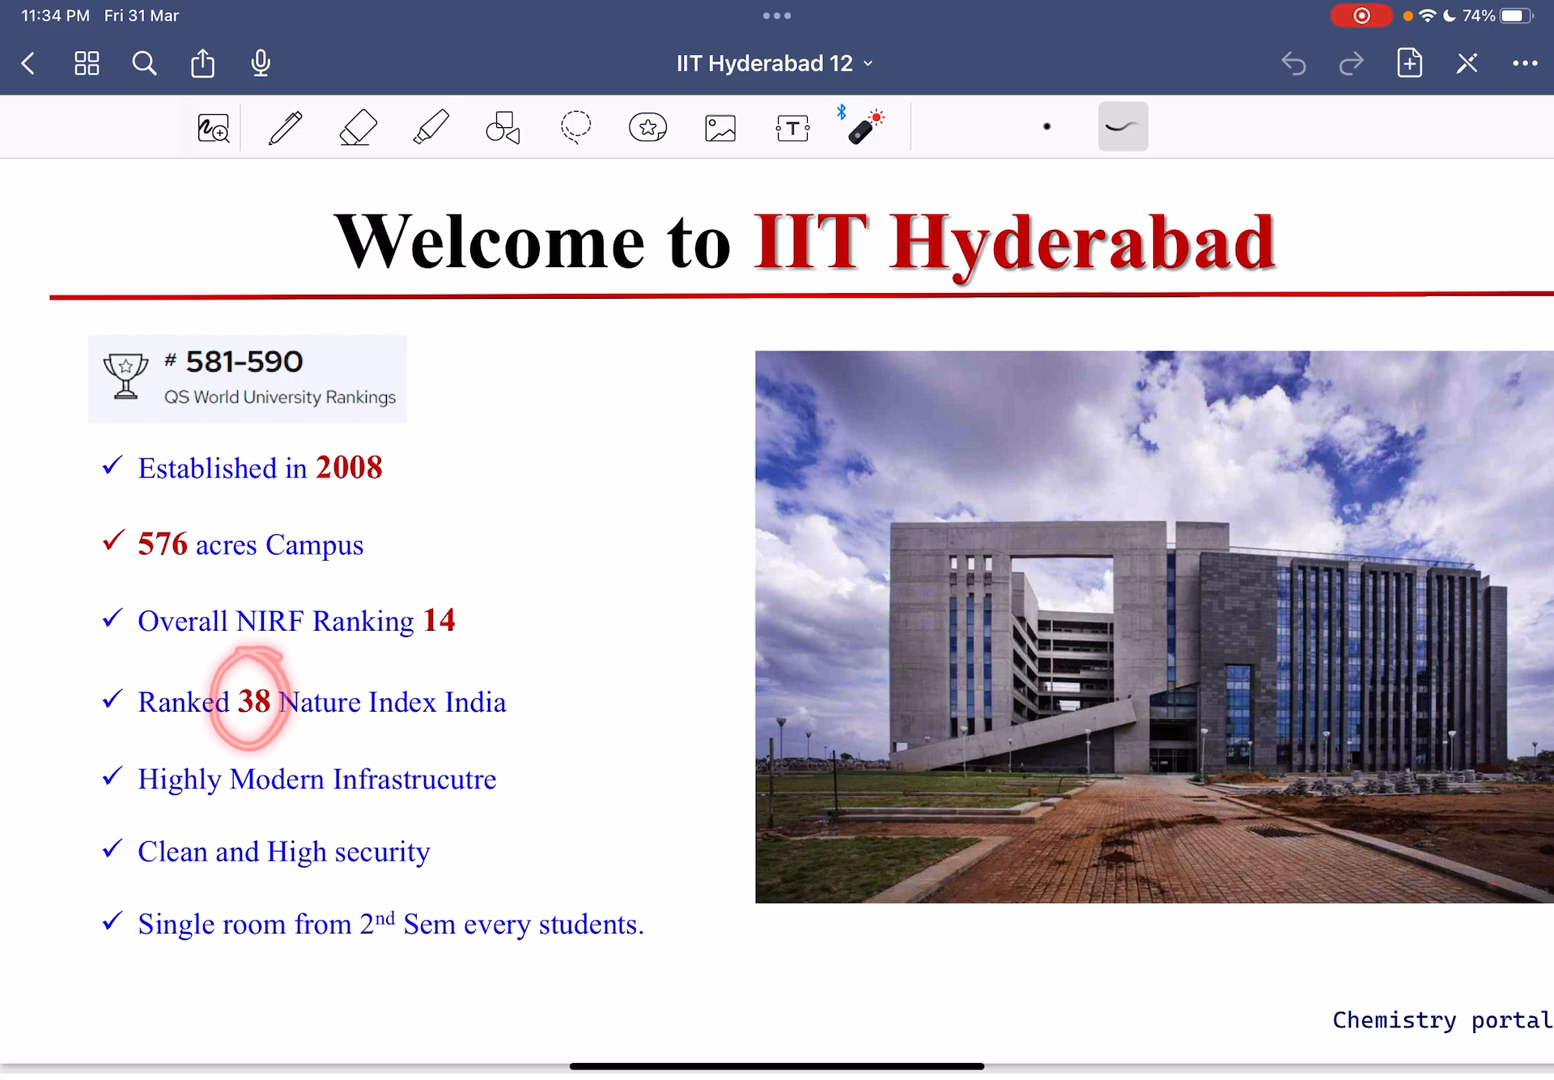 11:34 PM Fri 31 Mar
74%
IIT Hyderabad 12
T
Welcome to IIT Hyderabad
# 581-590
QS World University Rankings
✓ Established in 2008
✓ 576 acres Campus
✓ Overall NIRF Ranking 14
✓ Ranked 38 Nature Index India
✓ Highly Modern Infrastrucutre
✓ Clean and High security
✓ Single room from 2nd Sem every students.
Chemistry portal